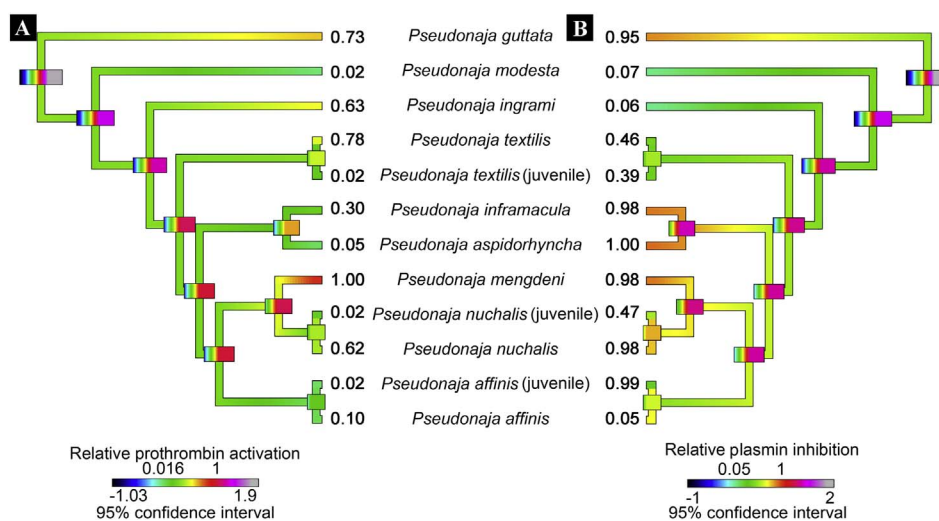 A B
0.73 Pseudonaja guttata 0.95
0.02 Pseudonaja modesta 0.07
0.63 Pseudonaja ingrami 0.06
0.78 Pseudonaja textilis 0.46
0.02 Pseudonaja textilis (juvenile) 0.39
0.30 Pseudonaja inframacula 0.98
0.05 Pseudonaja aspidorhyncha 1.00
1.00 Pseudonaja mengdeni 0.98
0.02 Pseudonaja nuchalis (juvenile) 0.47
0.62 Pseudonaja nuchalis 0.98
0.02 Pseudonaja affinis (juvenile) 0.99
0.10 Pseudonaja affinis 0.05
Relative prothrombin activation
0.016 1
-1.03 1.9
95% confidence interval
Relative plasmin inhibition
0.05 1
-1 2
95% confidence interval